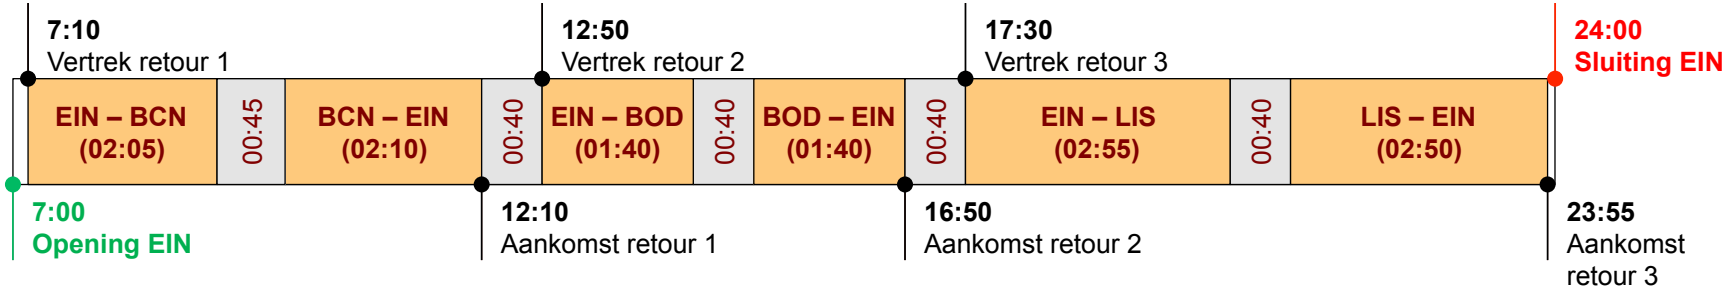 7:10
Vertrek retour 1
12:50
Vertrek retour 2
17:30
Vertrek retour 3
24:00
Sluiting EIN
EIN – BCN
(02:05)
00:45
BCN – EIN
(02:10)
00:40
EIN – BOD
(01:40)
00:40
BOD – EIN
(01:40)
00:40
EIN – LIS
(02:55)
00:40
LIS – EIN
(02:50)
7:00
Opening EIN
12:10
Aankomst retour 1
16:50
Aankomst retour 2
23:55
Aankomst
retour 3